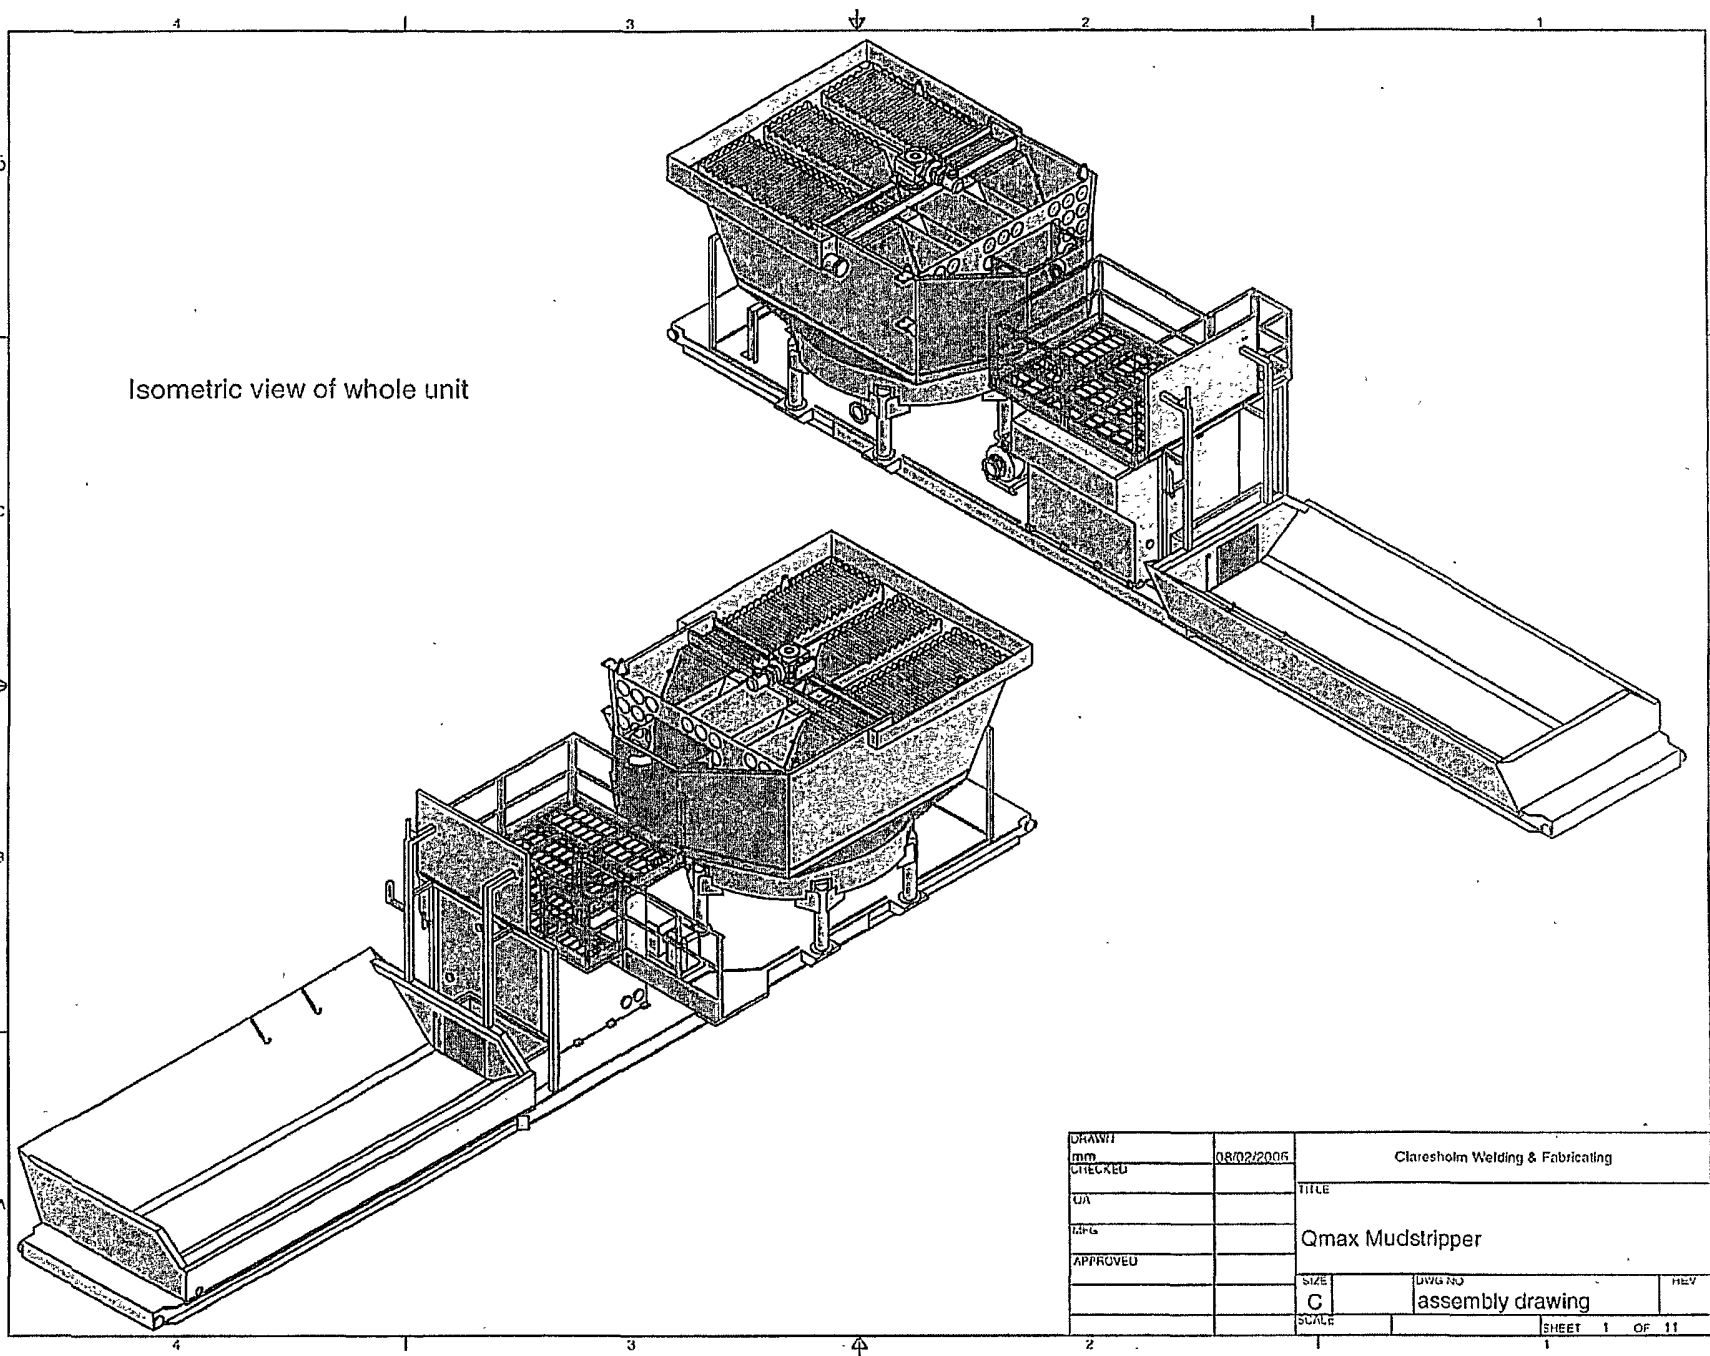 4 3 2 1
D
Isometric view of whole unit
C
B
A
DRAWN
mm 08/02/2006
CHECKED
QA
MFG
APPROVED
Claresholm Welding & Fabricating
TITLE
Qmax Mudstripper
SIZE
C
DWG NO
assembly drawing
REV
SCALE
SHEET 1 OF 11
4 3 2 1